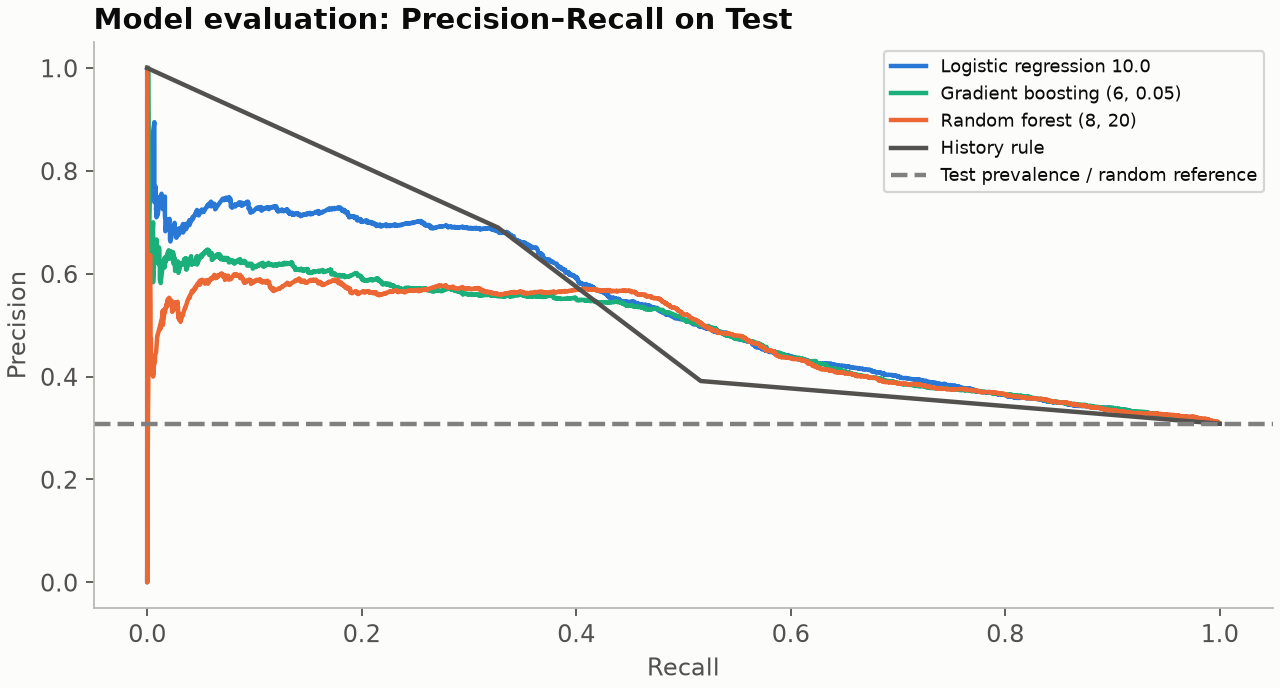 Model evaluation: Precision–Recall on Test
Logistic regression 10.0
Gradient boosting (6, 0.05)
Random forest (8, 20)
History rule
Test prevalence / random reference
Precision
1.0
0.8
0.6
0.4
0.2
0.0
0.0 0.2 0.4 0.6 0.8 1.0
Recall